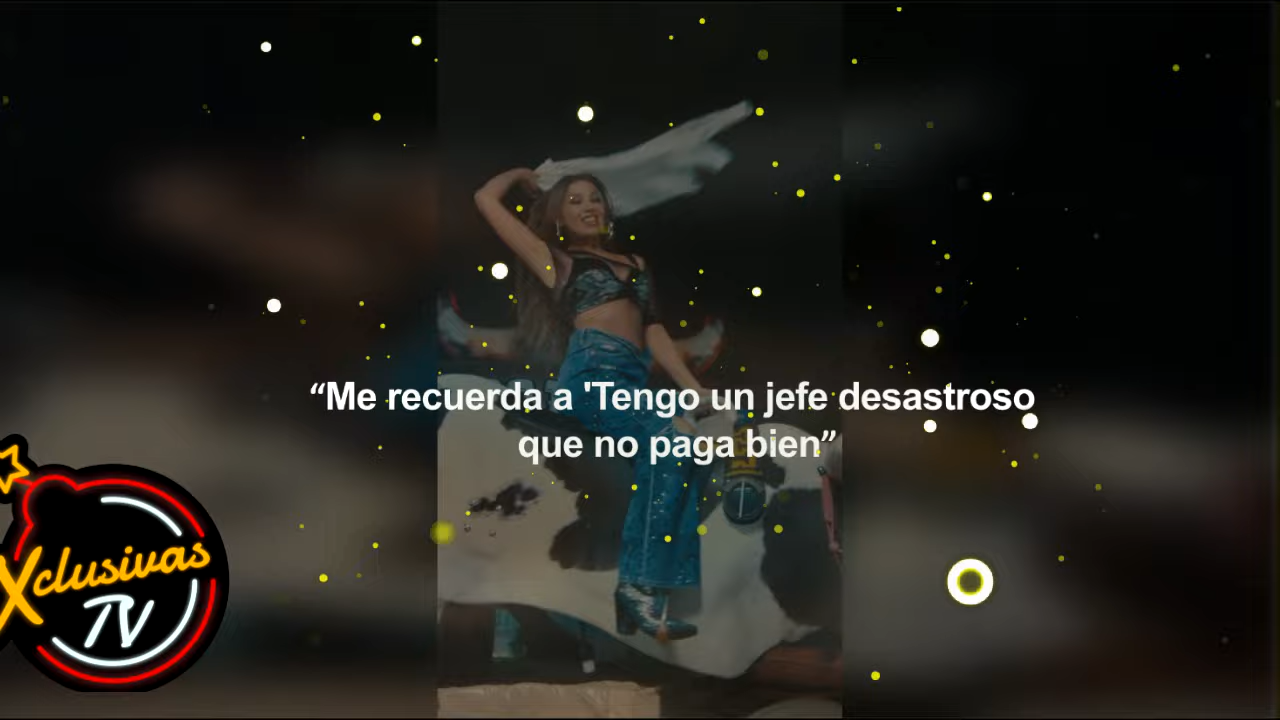 “Me recuerda a 'Tengo un jefe desastroso
que no paga bien”
Xclusivas
TV